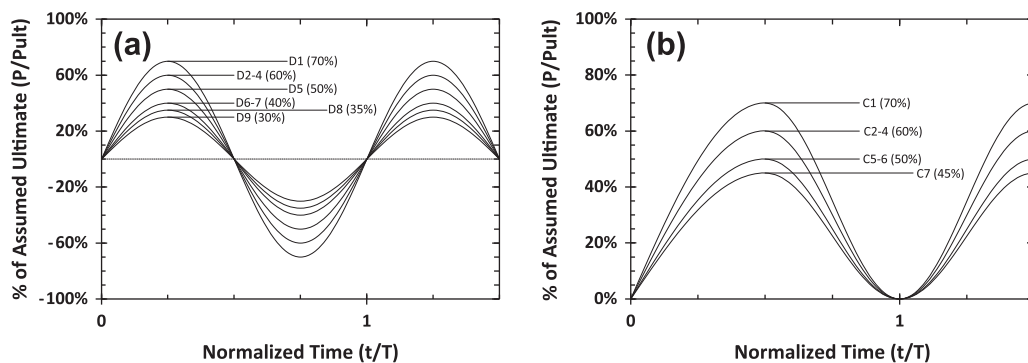 (a)
% of Assumed Ultimate (P/Pult)
100%
60%
20%
-20%
-60%
-100%
D1 (70%)
D2-4 (60%)
D5 (50%)
D6-7 (40%)
D8 (35%)
D9 (30%)
0
1
Normalized Time (t/T)
(b)
% of Assumed Ultimate (P/Pult)
100%
80%
60%
40%
20%
0%
C1 (70%)
C2-4 (60%)
C5-6 (50%)
C7 (45%)
0
1
Normalized Time (t/T)